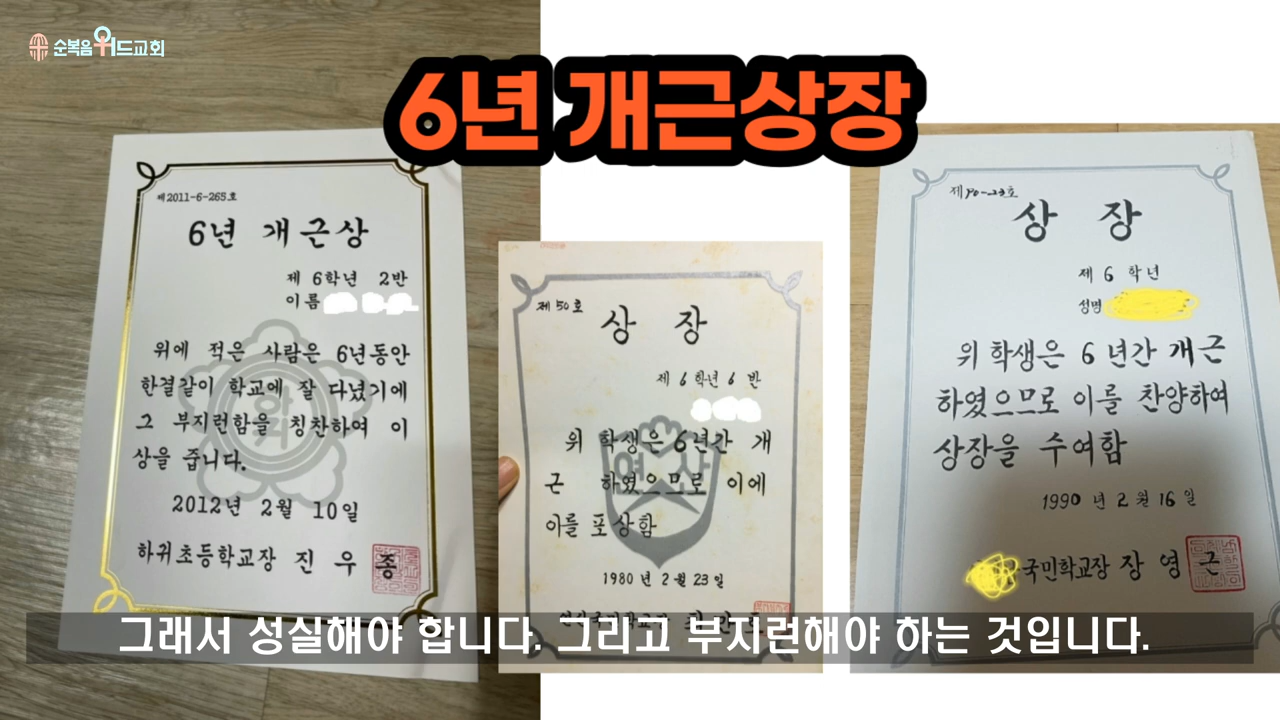 순복음위드교회
6년 개근상장
제2011-6-265호
6년 개근상
제 6학년 2반
이름
위에 적은 사람은 6년동안
한결같이 학교에 잘 다녔기에
그 부지런함을 칭찬하여 이
상을 줍니다.
2012년 2월 10일
하귀초등학교장 진 우 종
제 50 호
상 장
제 6 학년 6 반
위 학생은 6년간 개
근 하였으므로 이에
이를 포상함
1980 년 2월 23일
제 90-23호
상 장
제 6 학년
성명
위 학생은 6 년간 개근
하였으므로 이를 찬양하여
상장을 수여함
1990 년 2 월 16 일
국민학교장 장 영 근
그래서 성실해야 합니다. 그리고 부지런해야 하는 것입니다.